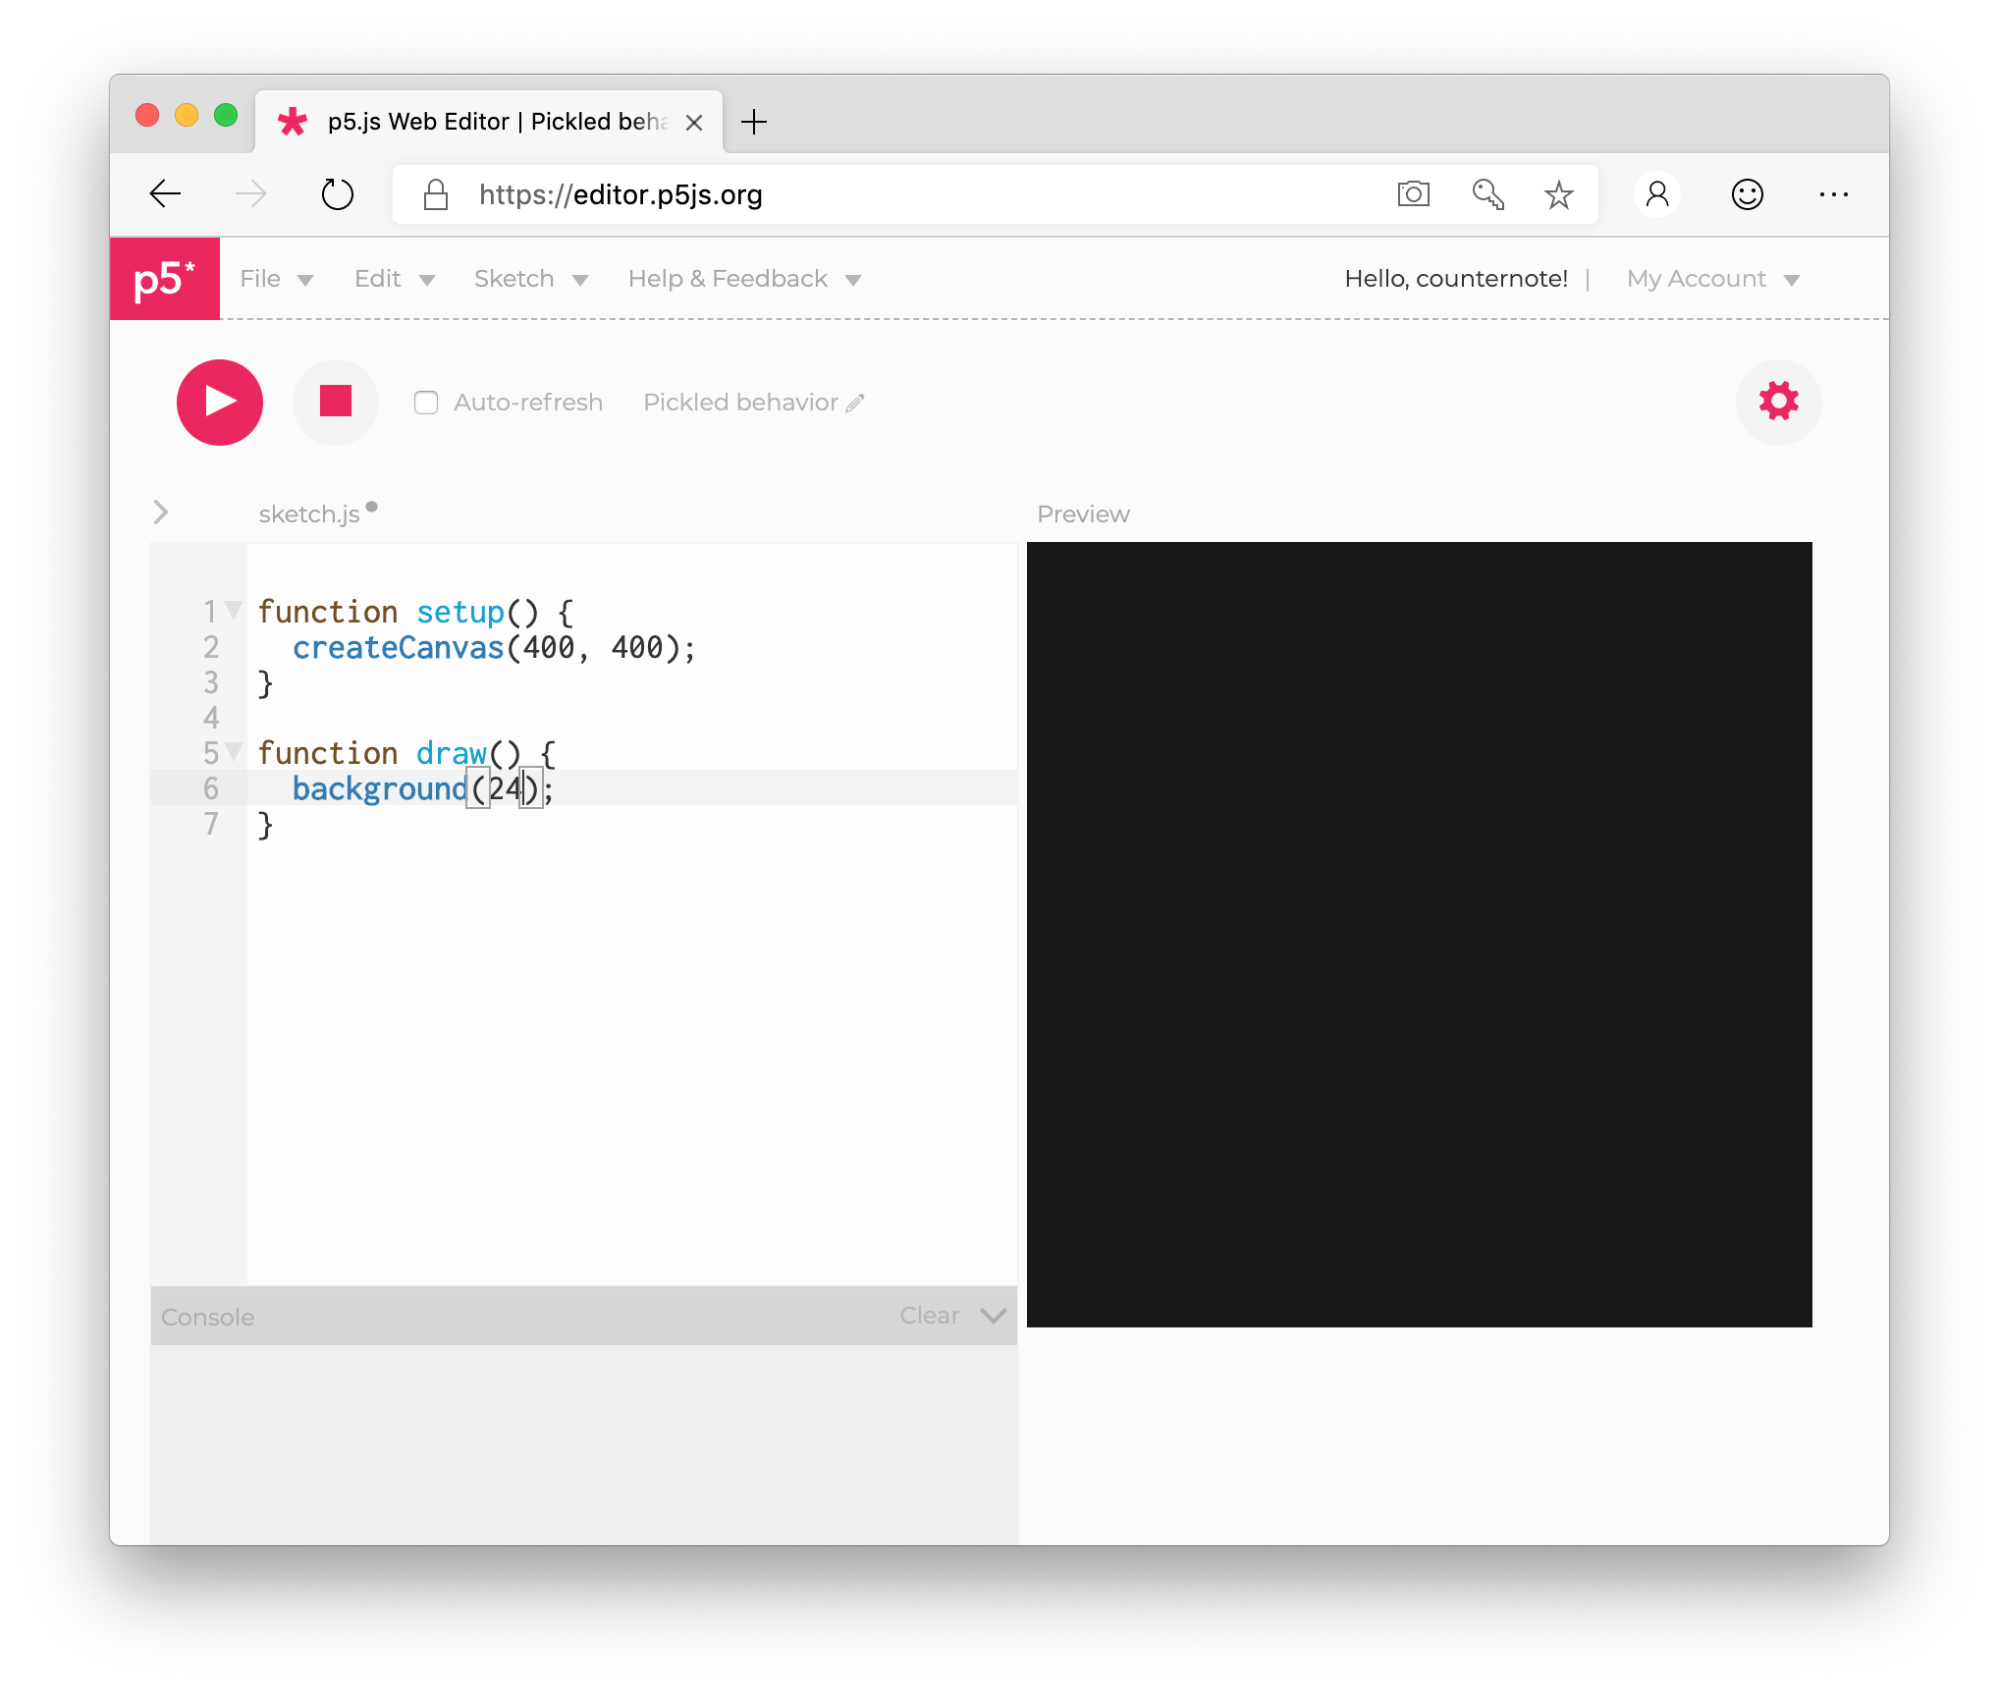 p5.js Web Editor | Pickled beha
https://editor.p5js.org
p5* File Edit Sketch Help & Feedback Hello, counternote! | My Account
Auto-refresh Pickled behavior
sketch.js
Preview
1 function setup() {
2 createCanvas(400, 400);
3 }
4
5 function draw() {
6 background(24);
7 }
Console Clear